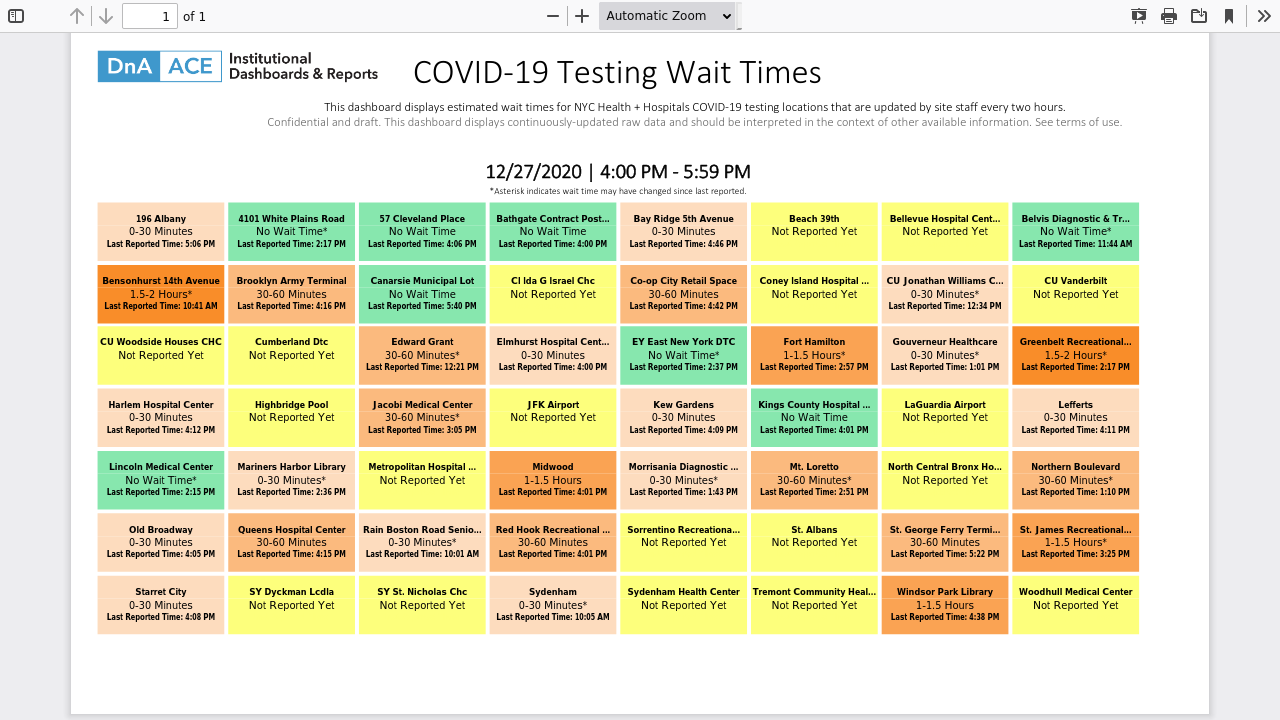 1 of 1 Automatic Zoom
DnA ACE Institutional
Dashboards & Reports
COVID-19 Testing Wait Times
This dashboard displays estimated wait times for NYC Health + Hospitals COVID-19 testing locations that are updated by site staff every two hours.
Confidential and draft. This dashboard displays continuously-updated raw data and should be interpreted in the context of other available information. See terms of use.
12/27/2020 | 4:00 PM - 5:59 PM
*Asterisk indicates wait time may have changed since last reported.
196 Albany
0-30 Minutes
Last Reported Time: 5:06 PM
4101 White Plains Road
No Wait Time*
Last Reported Time: 2:17 PM
57 Cleveland Place
No Wait Time
Last Reported Time: 4:06 PM
Bathgate Contract Post...
No Wait Time
Last Reported Time: 4:00 PM
Bay Ridge 5th Avenue
0-30 Minutes
Last Reported Time: 4:46 PM
Beach 39th
Not Reported Yet
Bellevue Hospital Cent...
Not Reported Yet
Belvis Diagnostic & Tr...
No Wait Time*
Last Reported Time: 11:44 AM
Bensonhurst 14th Avenue
1.5-2 Hours*
Last Reported Time: 10:41 AM
Brooklyn Army Terminal
30-60 Minutes
Last Reported Time: 4:16 PM
Canarsie Municipal Lot
No Wait Time
Last Reported Time: 5:40 PM
Cl Ida G Israel Chc
Not Reported Yet
Co-op City Retail Space
30-60 Minutes
Last Reported Time: 4:42 PM
Coney Island Hospital ...
Not Reported Yet
CU Jonathan Williams C...
0-30 Minutes*
Last Reported Time: 12:34 PM
CU Vanderbilt
Not Reported Yet
CU Woodside Houses CHC
Not Reported Yet
Cumberland Dtc
Not Reported Yet
Edward Grant
30-60 Minutes*
Last Reported Time: 12:21 PM
Elmhurst Hospital Cent...
0-30 Minutes
Last Reported Time: 4:00 PM
EY East New York DTC
No Wait Time*
Last Reported Time: 2:37 PM
Fort Hamilton
1-1.5 Hours*
Last Reported Time: 2:57 PM
Gouverneur Healthcare
0-30 Minutes*
Last Reported Time: 1:01 PM
Greenbelt Recreational...
1.5-2 Hours*
Last Reported Time: 2:17 PM
Harlem Hospital Center
0-30 Minutes
Last Reported Time: 4:12 PM
Highbridge Pool
Not Reported Yet
Jacobi Medical Center
30-60 Minutes*
Last Reported Time: 3:05 PM
JFK Airport
Not Reported Yet
Kew Gardens
0-30 Minutes
Last Reported Time: 4:09 PM
Kings County Hospital ...
No Wait Time
Last Reported Time: 4:01 PM
LaGuardia Airport
Not Reported Yet
Lefferts
0-30 Minutes
Last Reported Time: 4:11 PM
Lincoln Medical Center
No Wait Time*
Last Reported Time: 2:15 PM
Mariners Harbor Library
0-30 Minutes*
Last Reported Time: 2:36 PM
Metropolitan Hospital ...
Not Reported Yet
Midwood
1-1.5 Hours
Last Reported Time: 4:01 PM
Morrisania Diagnostic ...
0-30 Minutes*
Last Reported Time: 1:43 PM
Mt. Loretto
30-60 Minutes*
Last Reported Time: 2:51 PM
North Central Bronx Ho...
Not Reported Yet
Northern Boulevard
30-60 Minutes*
Last Reported Time: 1:10 PM
Old Broadway
0-30 Minutes
Last Reported Time: 4:05 PM
Queens Hospital Center
30-60 Minutes
Last Reported Time: 4:15 PM
Rain Boston Road Senio...
0-30 Minutes*
Last Reported Time: 10:01 AM
Red Hook Recreational ...
30-60 Minutes
Last Reported Time: 4:01 PM
Sorrentino Recreationa...
Not Reported Yet
St. Albans
Not Reported Yet
St. George Ferry Termi...
30-60 Minutes
Last Reported Time: 5:22 PM
St. James Recreational...
1-1.5 Hours*
Last Reported Time: 3:25 PM
Starret City
0-30 Minutes
Last Reported Time: 4:08 PM
SY Dyckman Lcdla
Not Reported Yet
SY St. Nicholas Chc
Not Reported Yet
Sydenham
0-30 Minutes*
Last Reported Time: 10:05 AM
Sydenham Health Center
Not Reported Yet
Tremont Community Heal...
Not Reported Yet
Windsor Park Library
1-1.5 Hours
Last Reported Time: 4:38 PM
Woodhull Medical Center
Not Reported Yet